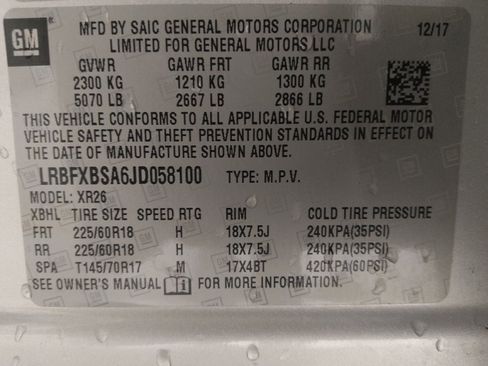 GM
MFD BY SAIC GENERAL MOTORS CORPORATION 12/17
LIMITED FOR GENERAL MOTORS LLC
GVWR GAWR FRT GAWR RR
2300 KG 1210 KG 1300 KG
5070 LB 2667 LB 2866 LB
THIS VEHICLE CONFORMS TO ALL APPLICABLE U.S. FEDERAL MOTOR
VEHICLE SAFETY AND THEFT PREVENTION STANDARDS IN EFFECT
ON THE DATE OF MANUFACTURE SHOWN ABOVE.
LRBFXBSA6JD058100 TYPE: M.P.V.
MODEL: XR26
XBHL TIRE SIZE SPEED RTG RIM COLD TIRE PRESSURE
FRT 225/60R18 H 18X7.5J 240KPA(35PSI)
RR 225/60R18 H 18X7.5J 240KPA(35PSI)
SPA T145/70R17 M 17X4BT 420KPA(60PSI)
SEE OWNER'S MANUAL FOR MORE INFORMATION